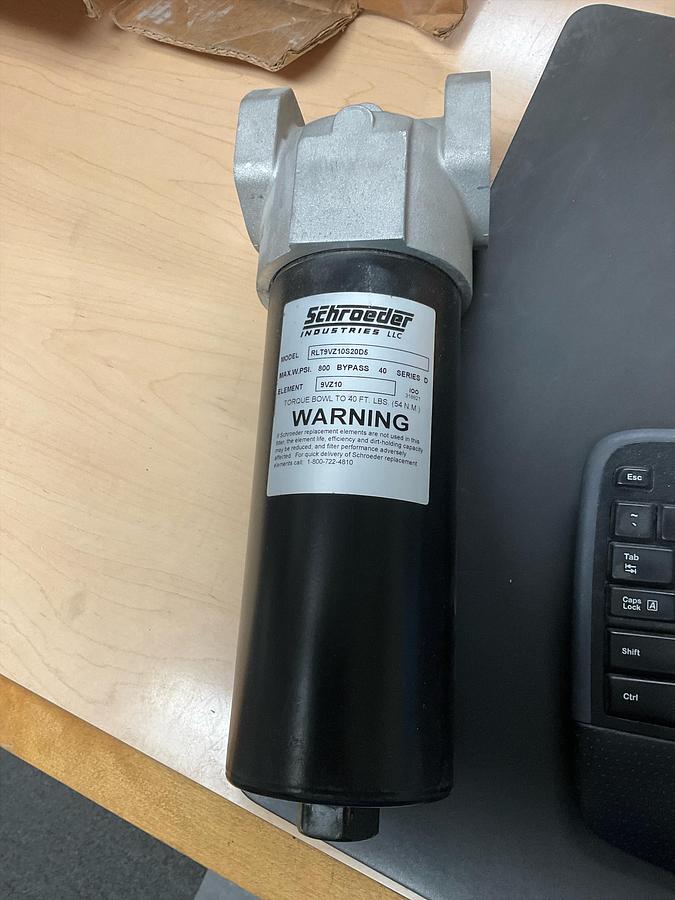 Schroeder
INDUSTRIES LLC
MODEL RLT9VZ10S20D5
MAX.W.PSI. 800 BYPASS 40 SERIES D
ELEMENT 9VZ10
TORQUE BOWL TO 40 FT. LBS. (54 N.M.)
WARNING
If Schroeder replacement elements are not used in this
filter, the element life, efficiency and dirt-holding capacity
may be reduced, and filter performance adversely
affected. For quick delivery of Schroeder replacement
elements call: 1-800-722-4810
Esc
~
`
Tab
Caps
Lock A
Shift
Ctrl